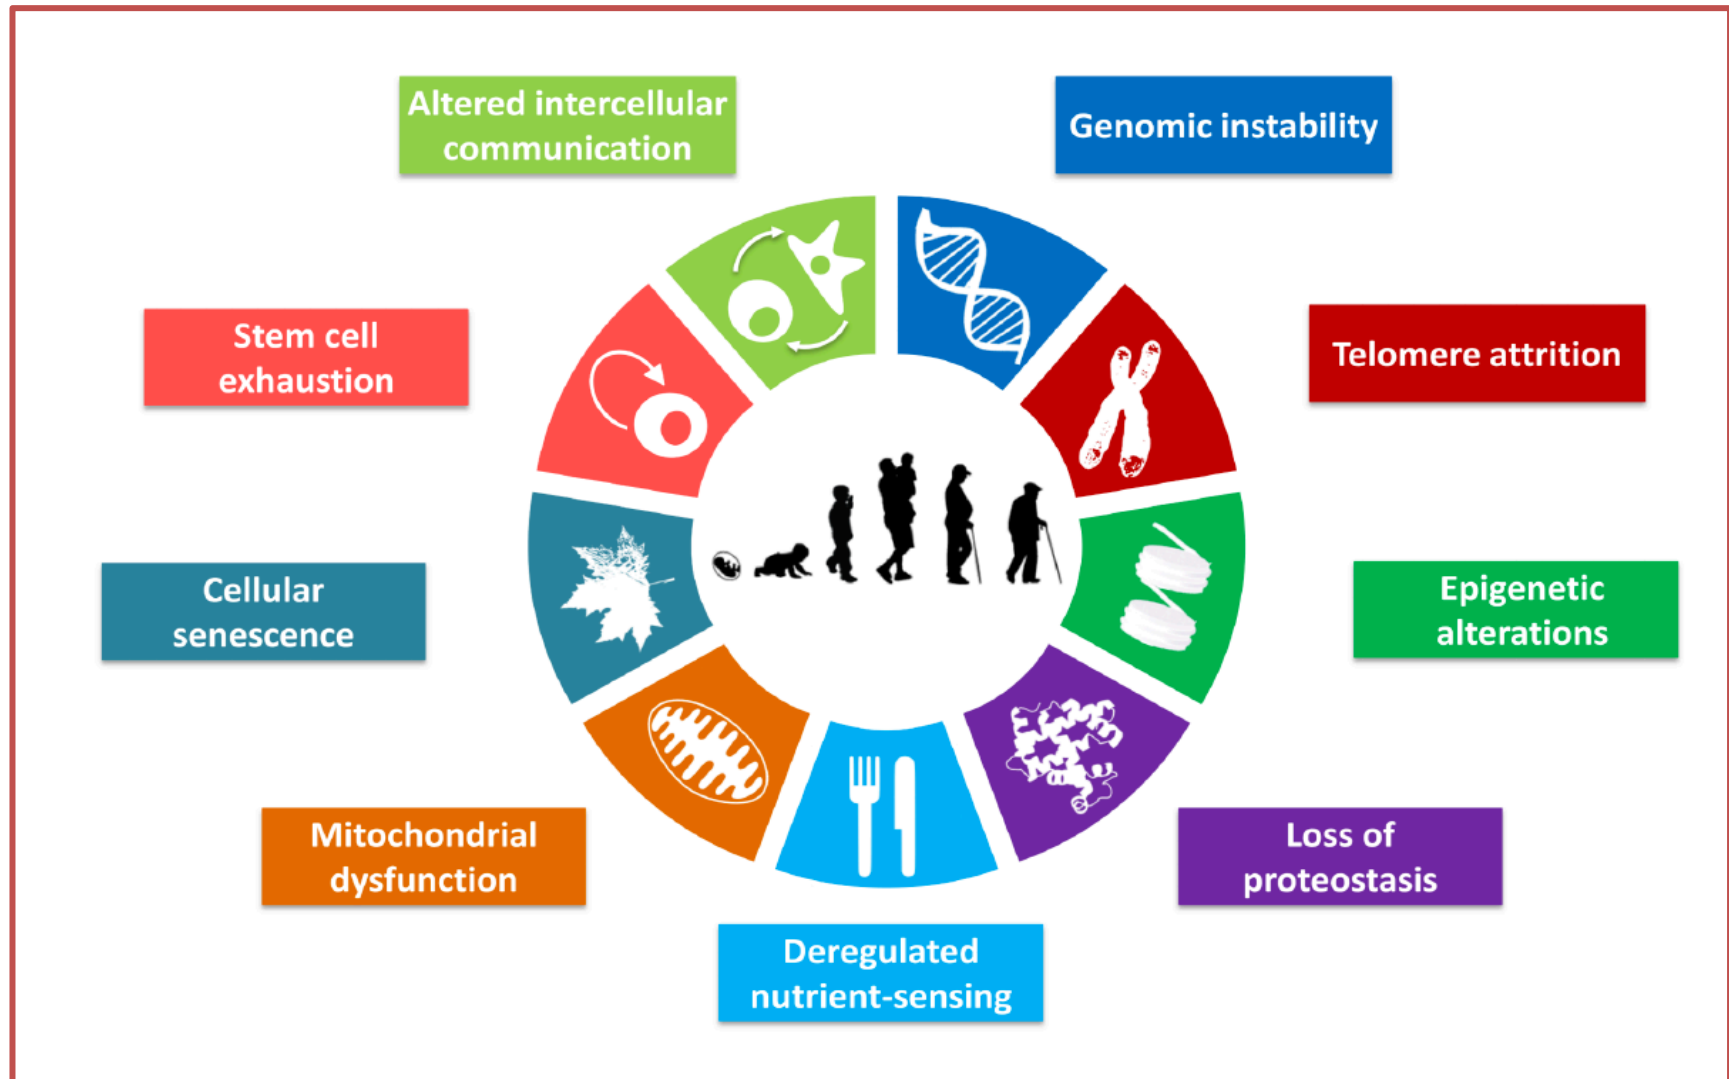 Altered intercellular
communication
Genomic instability
Stem cell
exhaustion
Telomere attrition
Cellular
senescence
Epigenetic
alterations
Mitochondrial
dysfunction
Loss of
proteostasis
Deregulated
nutrient-sensing